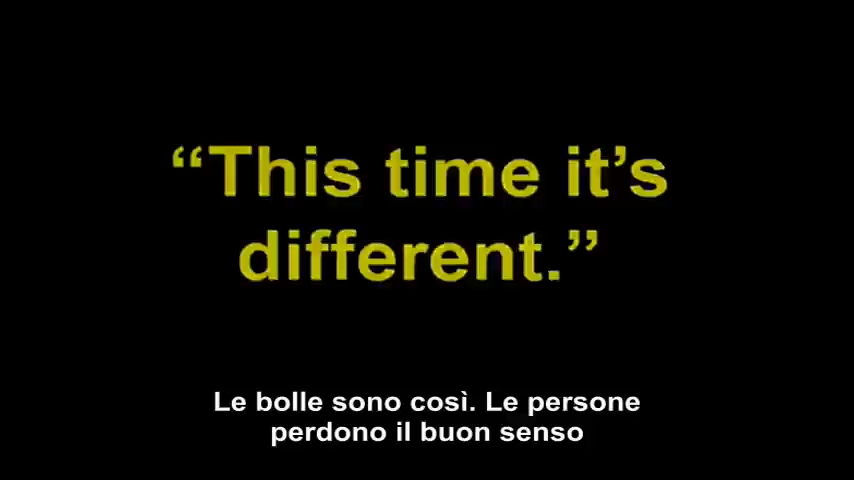 “This time it’s
different.”
Le bolle sono così. Le persone
perdono il buon senso